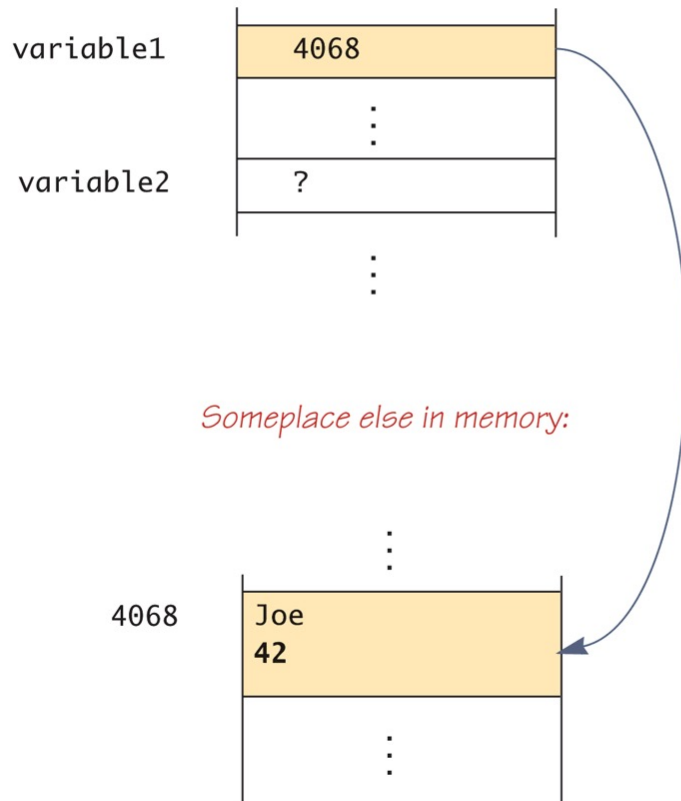 variable1 4068
variable2 ?
Someplace else in memory:
4068 Joe
42